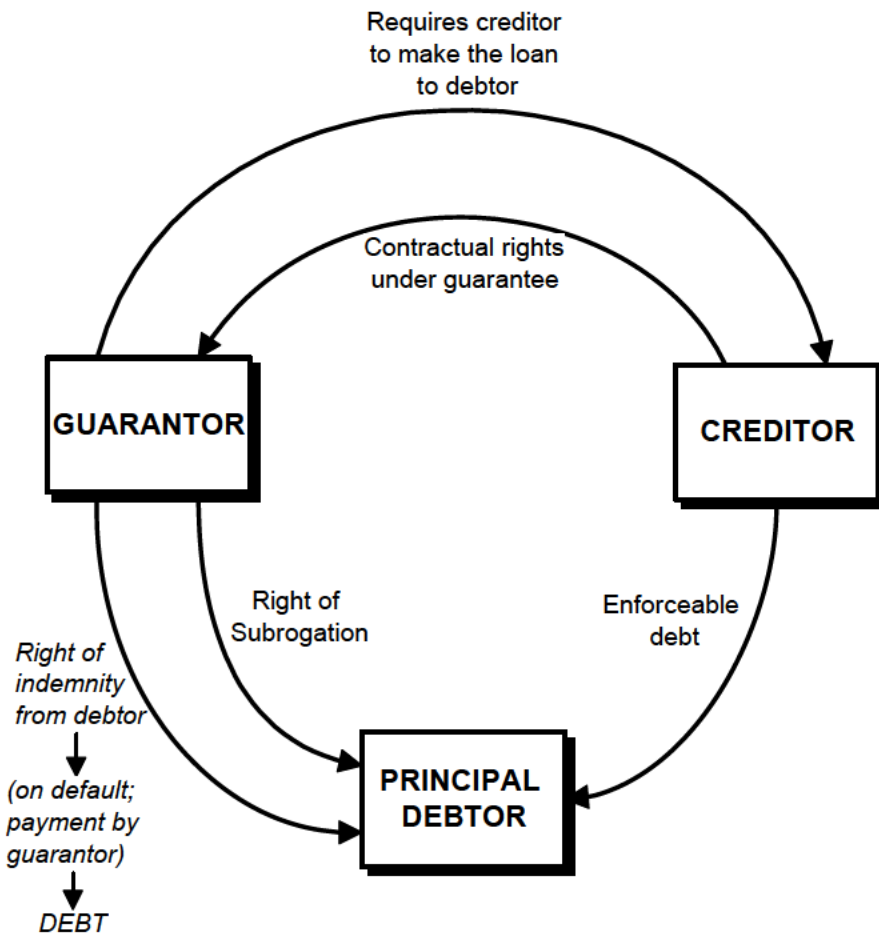 Requires creditor
to make the loan
to debtor
Contractual rights
under guarantee
GUARANTOR
CREDITOR
Right of
Subrogation
Enforceable
debt
Right of
indemnity
from debtor
(on default;
payment by
guarantor)
DEBT
PRINCIPAL
DEBTOR